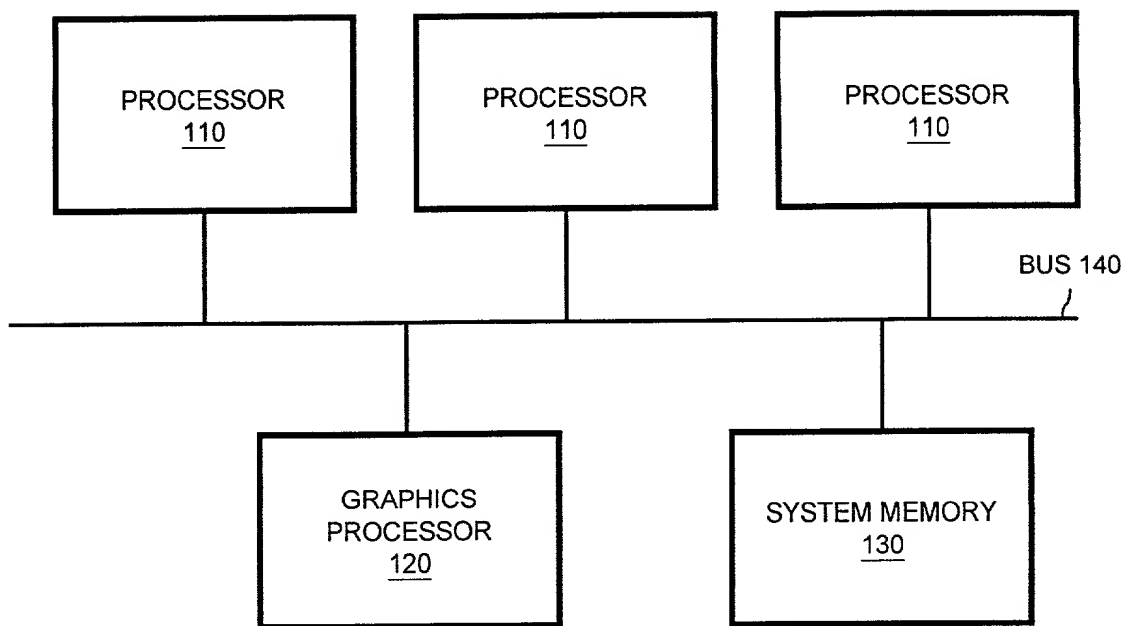 PROCESSOR
110
PROCESSOR
110
PROCESSOR
110
BUS 140
GRAPHICS
PROCESSOR
120
SYSTEM MEMORY
130